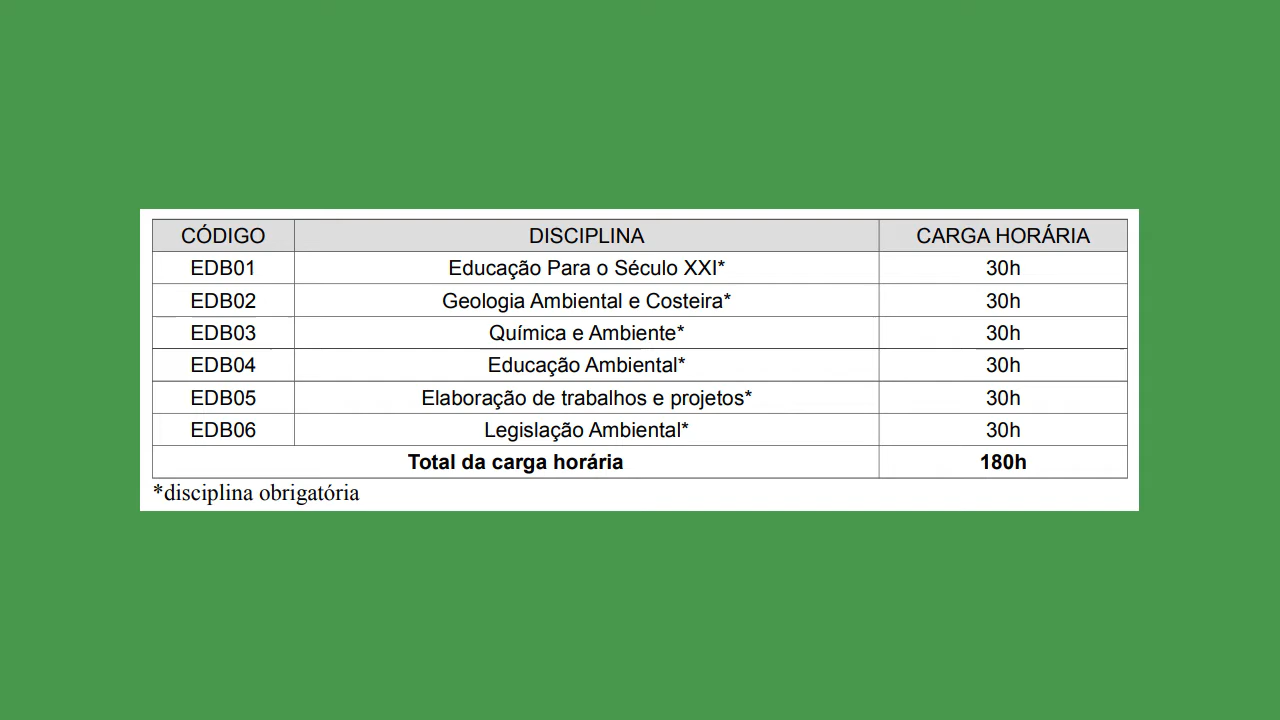 CÓDIGO DISCIPLINA CARGA HORÁRIA
EDB01 Educação Para o Século XXI* 30h
EDB02 Geologia Ambiental e Costeira* 30h
EDB03 Química e Ambiente* 30h
EDB04 Educação Ambiental* 30h
EDB05 Elaboração de trabalhos e projetos* 30h
EDB06 Legislação Ambiental* 30h
Total da carga horária 180h
*disciplina obrigatória